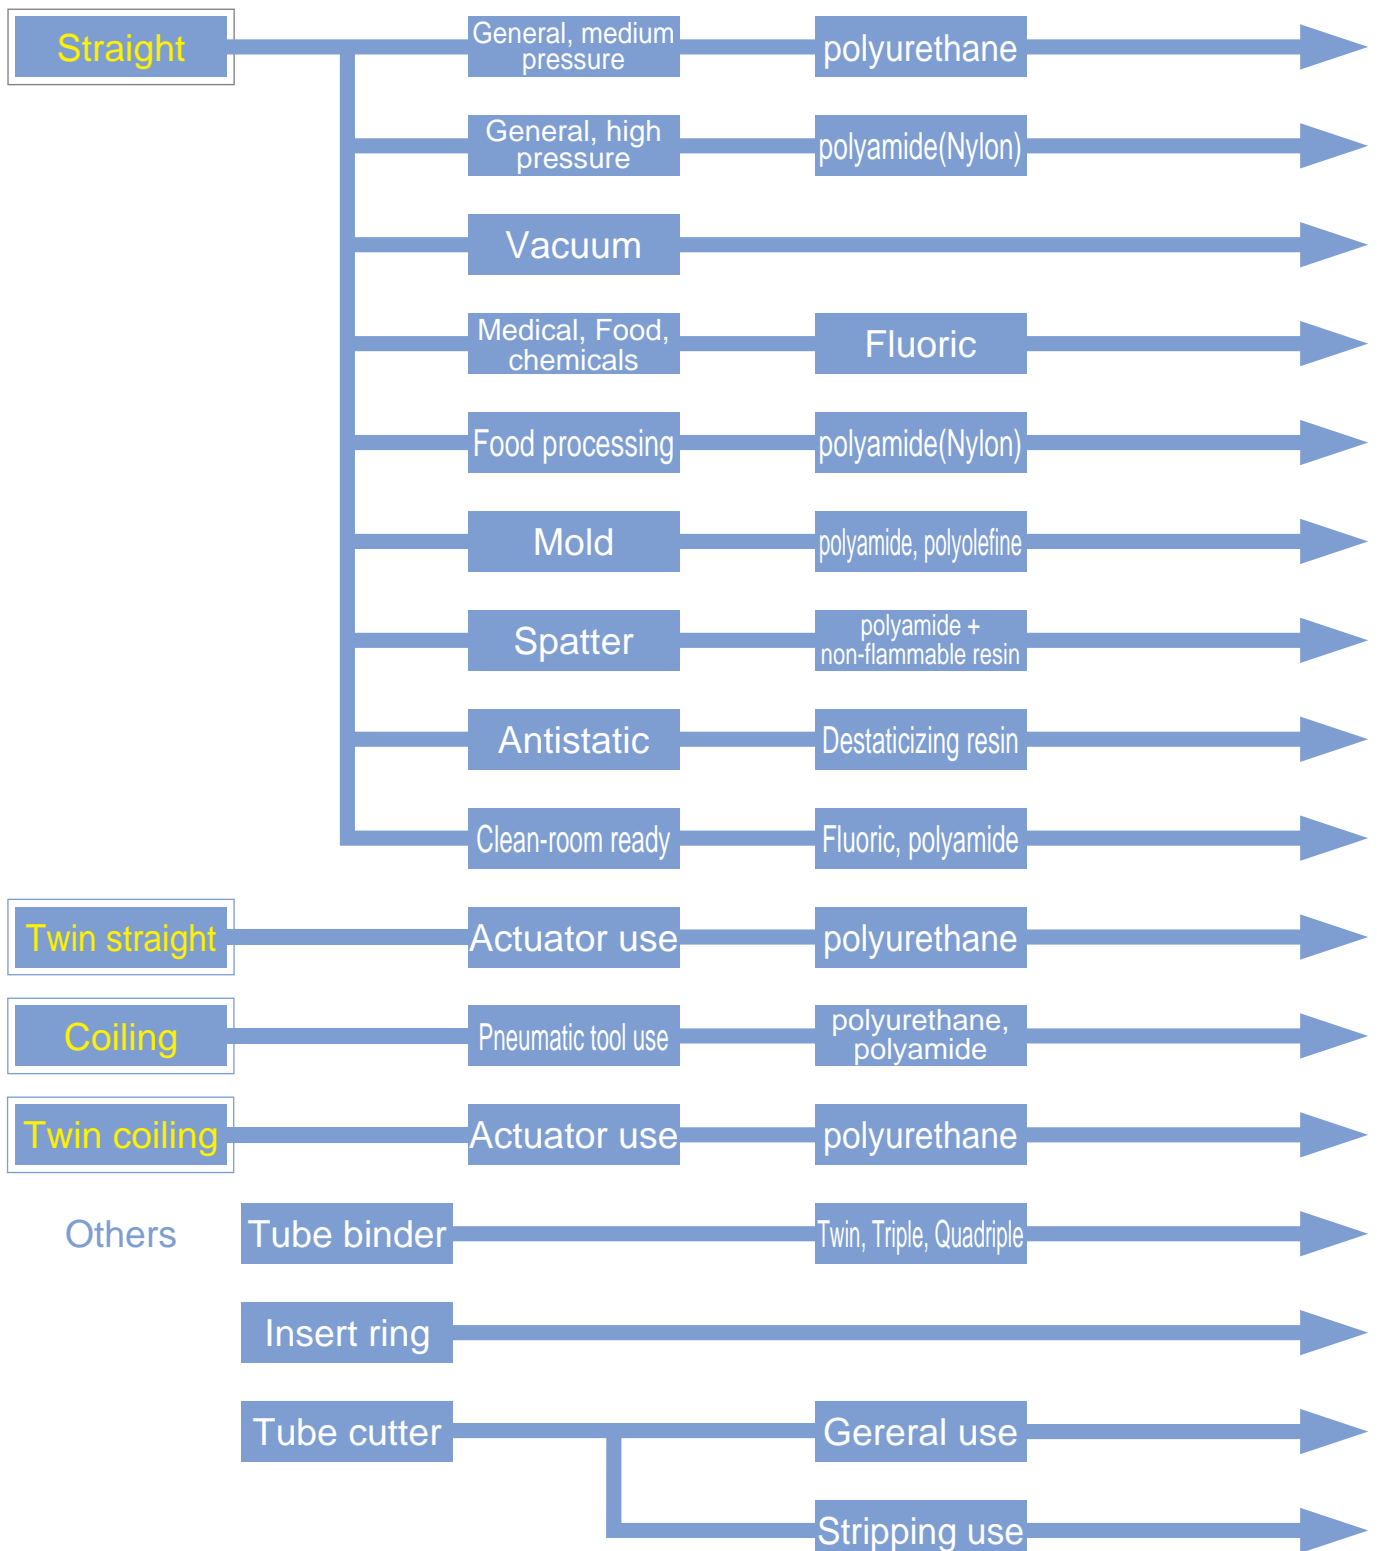 Straight
General, medium
pressure
polyurethane
General, high
pressure
polyamide(Nylon)
Vacuum
Medical, Food,
chemicals
Fluoric
Food processing
polyamide(Nylon)
Mold
polyamide, polyolefine
Spatter
polyamide +
non-flammable resin
Antistatic
Destaticizing resin
Clean-room ready
Fluoric, polyamide
Twin straight
Actuator use
polyurethane
Coiling
Pneumatic tool use
polyurethane,
polyamide
Twin coiling
Actuator use
polyurethane
Others
Tube binder
Twin, Triple, Quadriple
Insert ring
Tube cutter
Gereral use
Stripping use